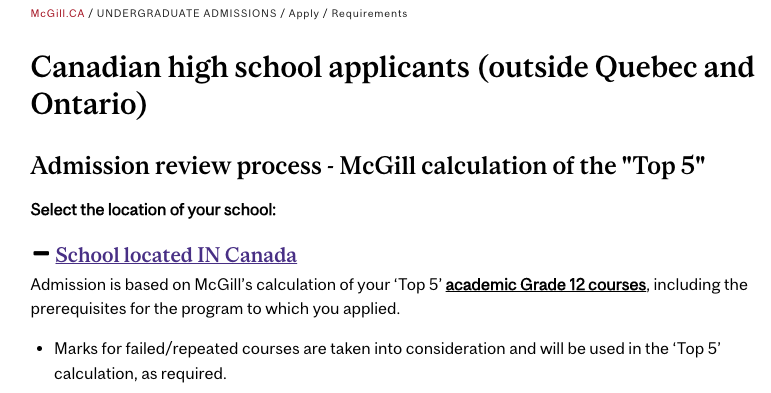 McGill.CA / UNDERGRADUATE ADMISSIONS / Apply / Requirements
Canadian high school applicants (outside Quebec and
Ontario)
Admission review process - McGill calculation of the "Top 5"
Select the location of your school:
School located IN Canada
Admission is based on McGill's calculation of your ‘Top 5’ academic Grade 12 courses, including the
prerequisites for the program to which you applied.
• Marks for failed/repeated courses are taken into consideration and will be used in the ‘Top 5’
calculation, as required.